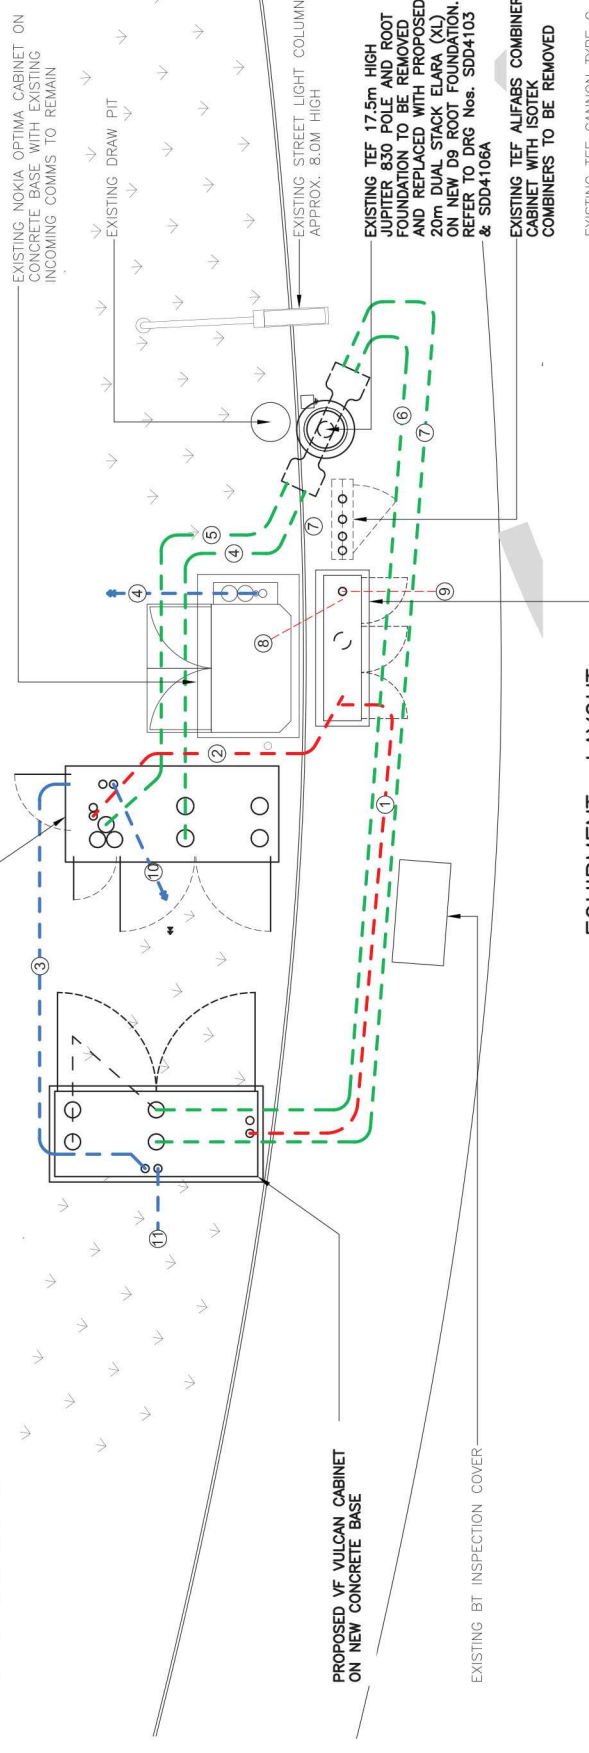 EXISTING NOKIA OPTIMA CABINET ON
CONCRETE BASE WITH EXISTING
INCOMING COMMS TO REMAIN
EXISTING DRAW PIT
EXISTING STREET LIGHT COLUMN
APPROX. 8.0M HIGH
EXISTING TEF 17.5m HIGH
JUPITER 830 POLE AND ROOT
FOUNDATION TO BE REMOVED
AND REPLACED WITH PROPOSED
20m DUAL STACK ELARA (XL)
ON NEW D9 ROOT FOUNDATION.
REFER TO DRG Nos. SDD4103
& SDD4106A
EXISTING TEF ALIFABS COMBINER
CABINET WITH ISOTEK
COMBINERS TO BE REMOVED
5
4
7
6
7
4
8
9
2
1
10
3
11
PROPOSED VF VULCAN CABINET
ON NEW CONCRETE BASE
EXISTING BT INSPECTION COVER